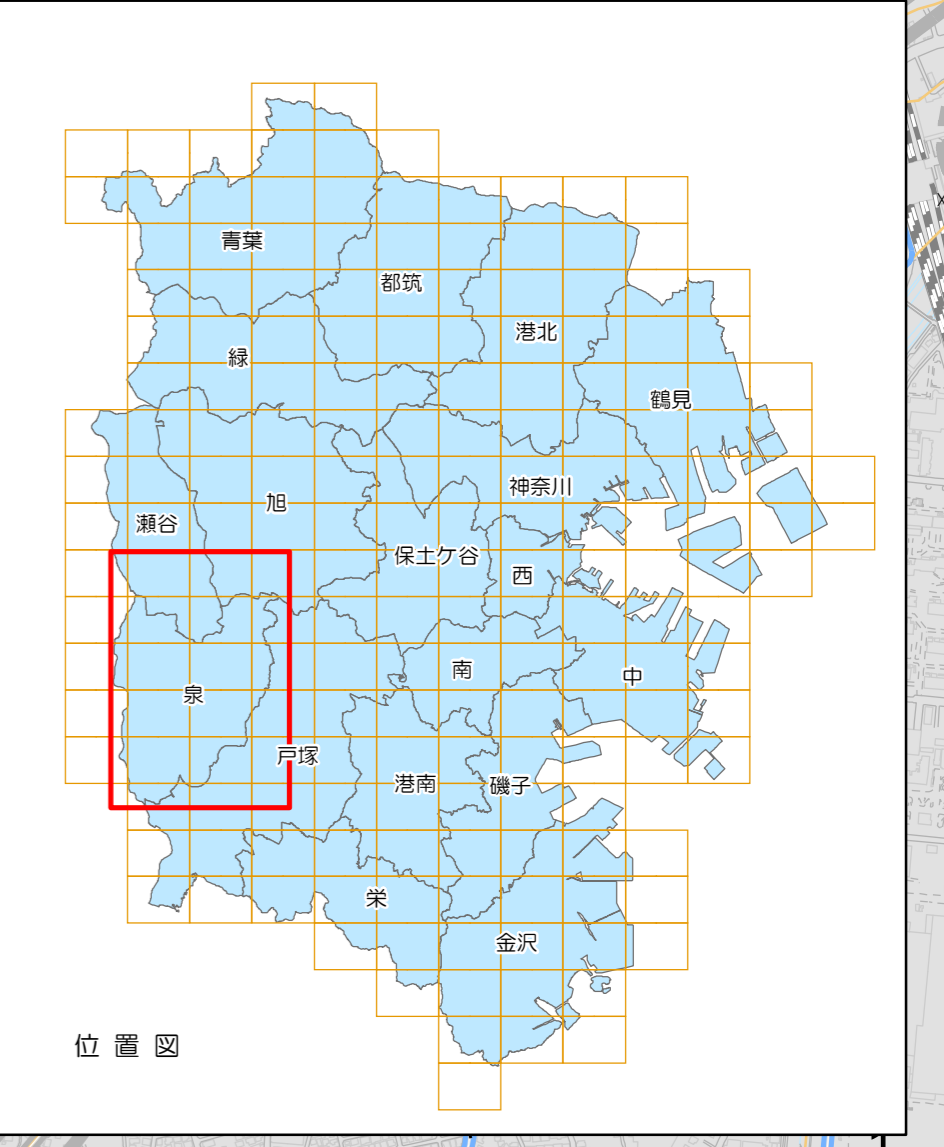 青葉
都筑
港北
緑
鶴見
神奈川
旭
瀬谷
保土ケ谷
西
南
中
泉
戸塚
港南
磯子
栄
金沢
位置図